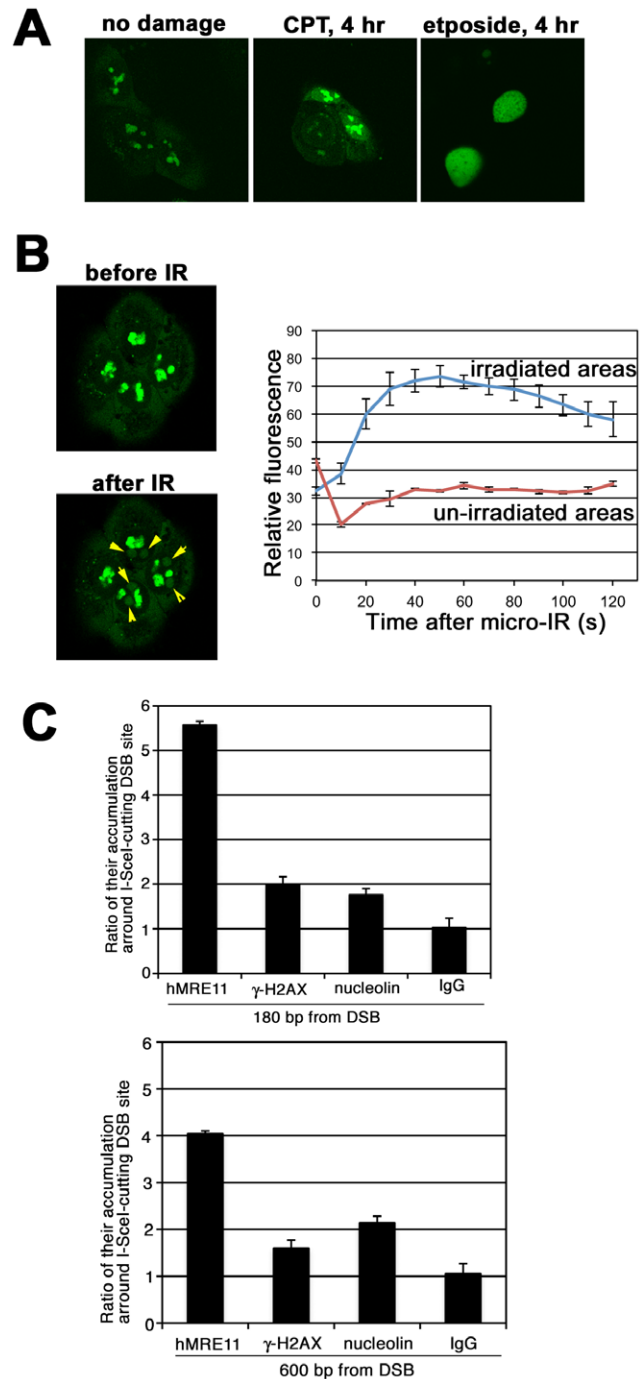 A
no damage
CPT, 4 hr
etposide, 4 hr
B
before IR
after IR
Relative fluorescence
90
80
70
60
50
40
30
20
10
0
irradiated areas
un-irradiated areas
0 20 40 60 80 100 120
Time after micro-IR (s)
C
Ratio of their accumulation
arround I-SceI-cutting DSB site
6
5
4
3
2
1
0
hMRE11 γ-H2AX nucleolin IgG
180 bp from DSB
Ratio of their accumulation
arround I-SceI-cutting DSB site
6
5
4
3
2
1
0
hMRE11 γ-H2AX nucleolin IgG
600 bp from DSB